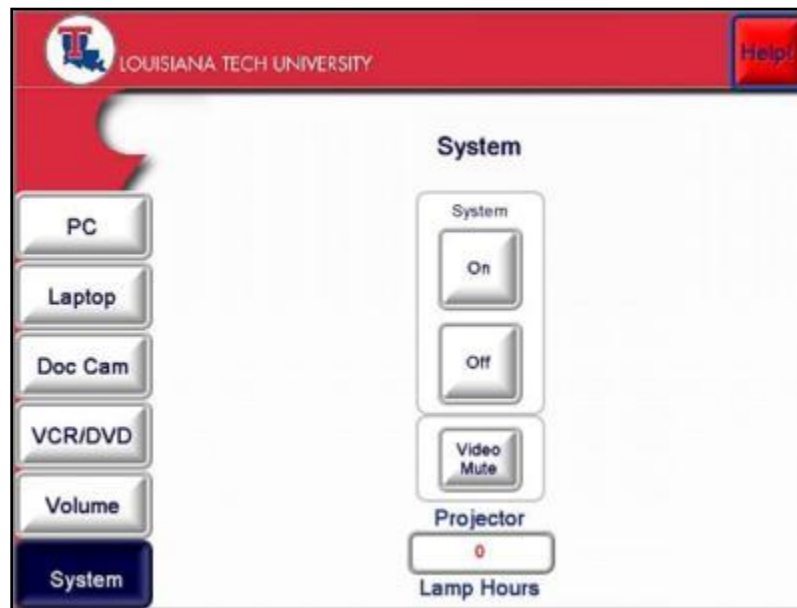 T
LOUISIANA TECH UNIVERSITY
Help!
System
PC
Laptop
Doc Cam
VCR/DVD
Volume
System
System
On
Off
Video
Mute
Projector
0
Lamp Hours